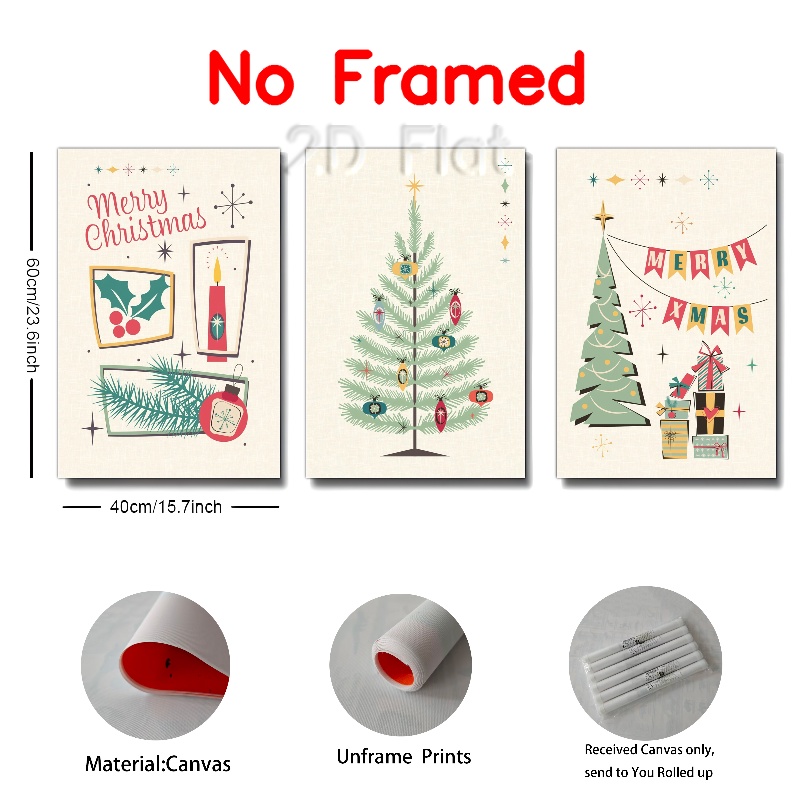 No Framed
2D Flat
Merry
Christmas
MERRY
XMAS
60cm/23.6inch
40cm/15.7inch
Material:Canvas
Unframe Prints
Received Canvas only,
send to You Rolled up